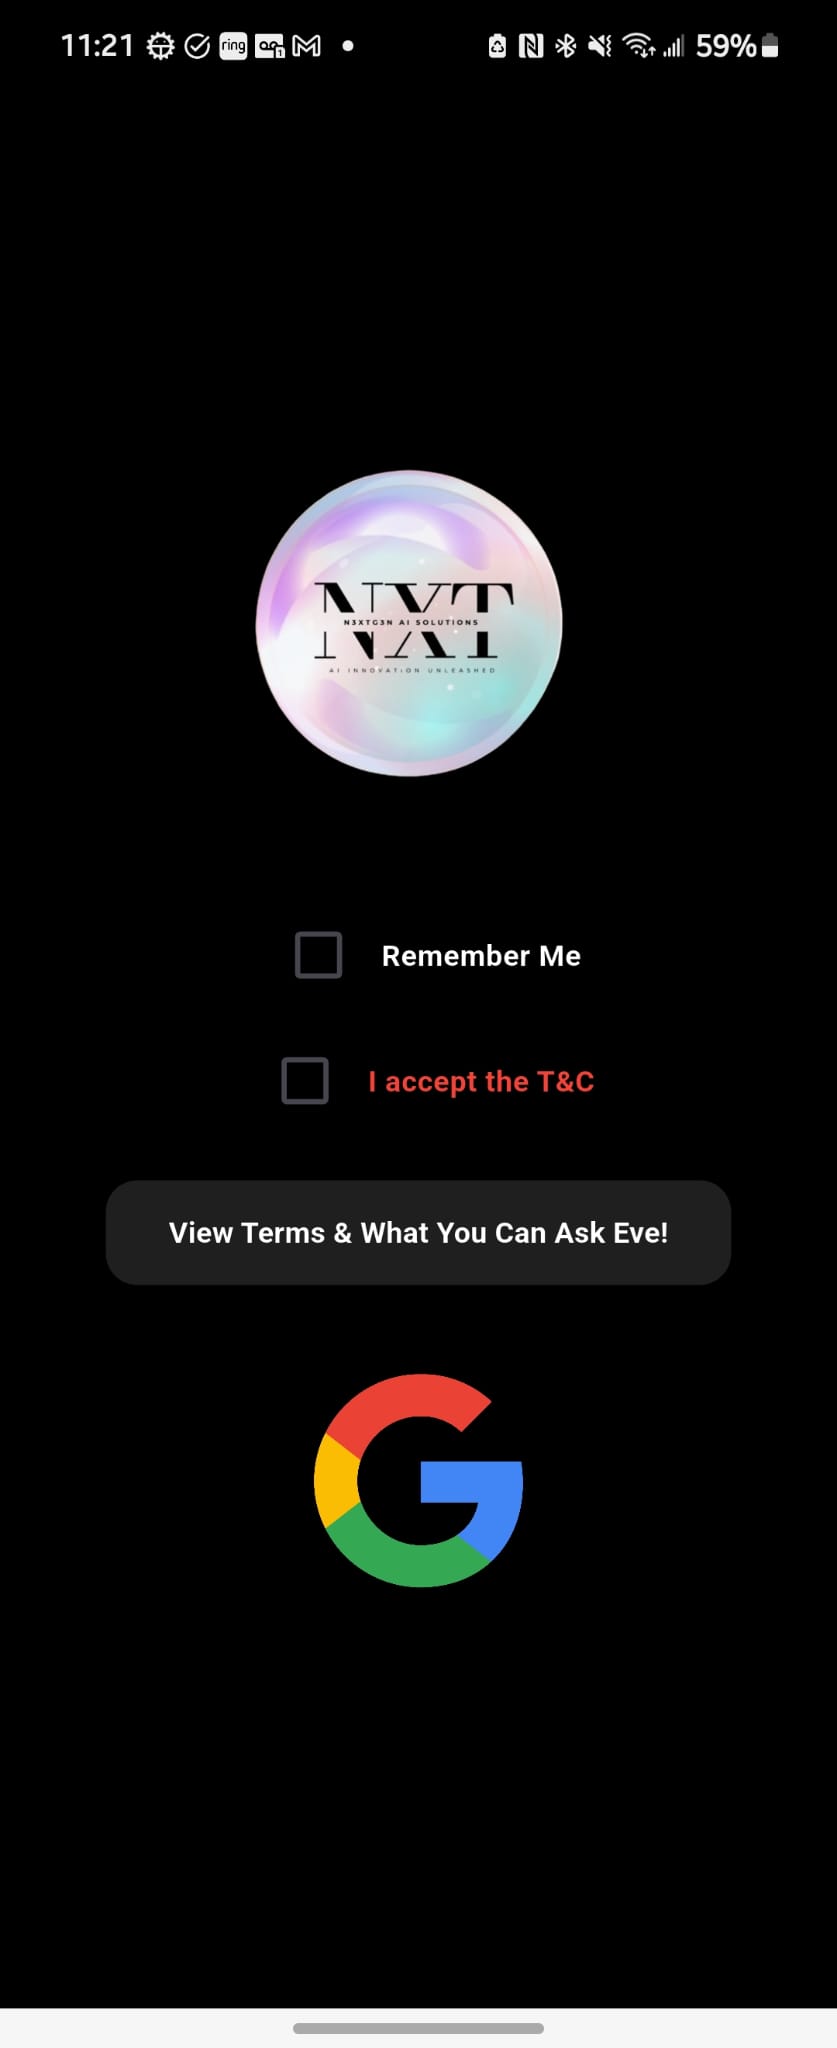 11:21 ring 59%
NXT
N3XTG3N AI SOLUTIONS
AI INNOVATION UNLEASHED
Remember Me
I accept the T&C
View Terms & What You Can Ask Eve!